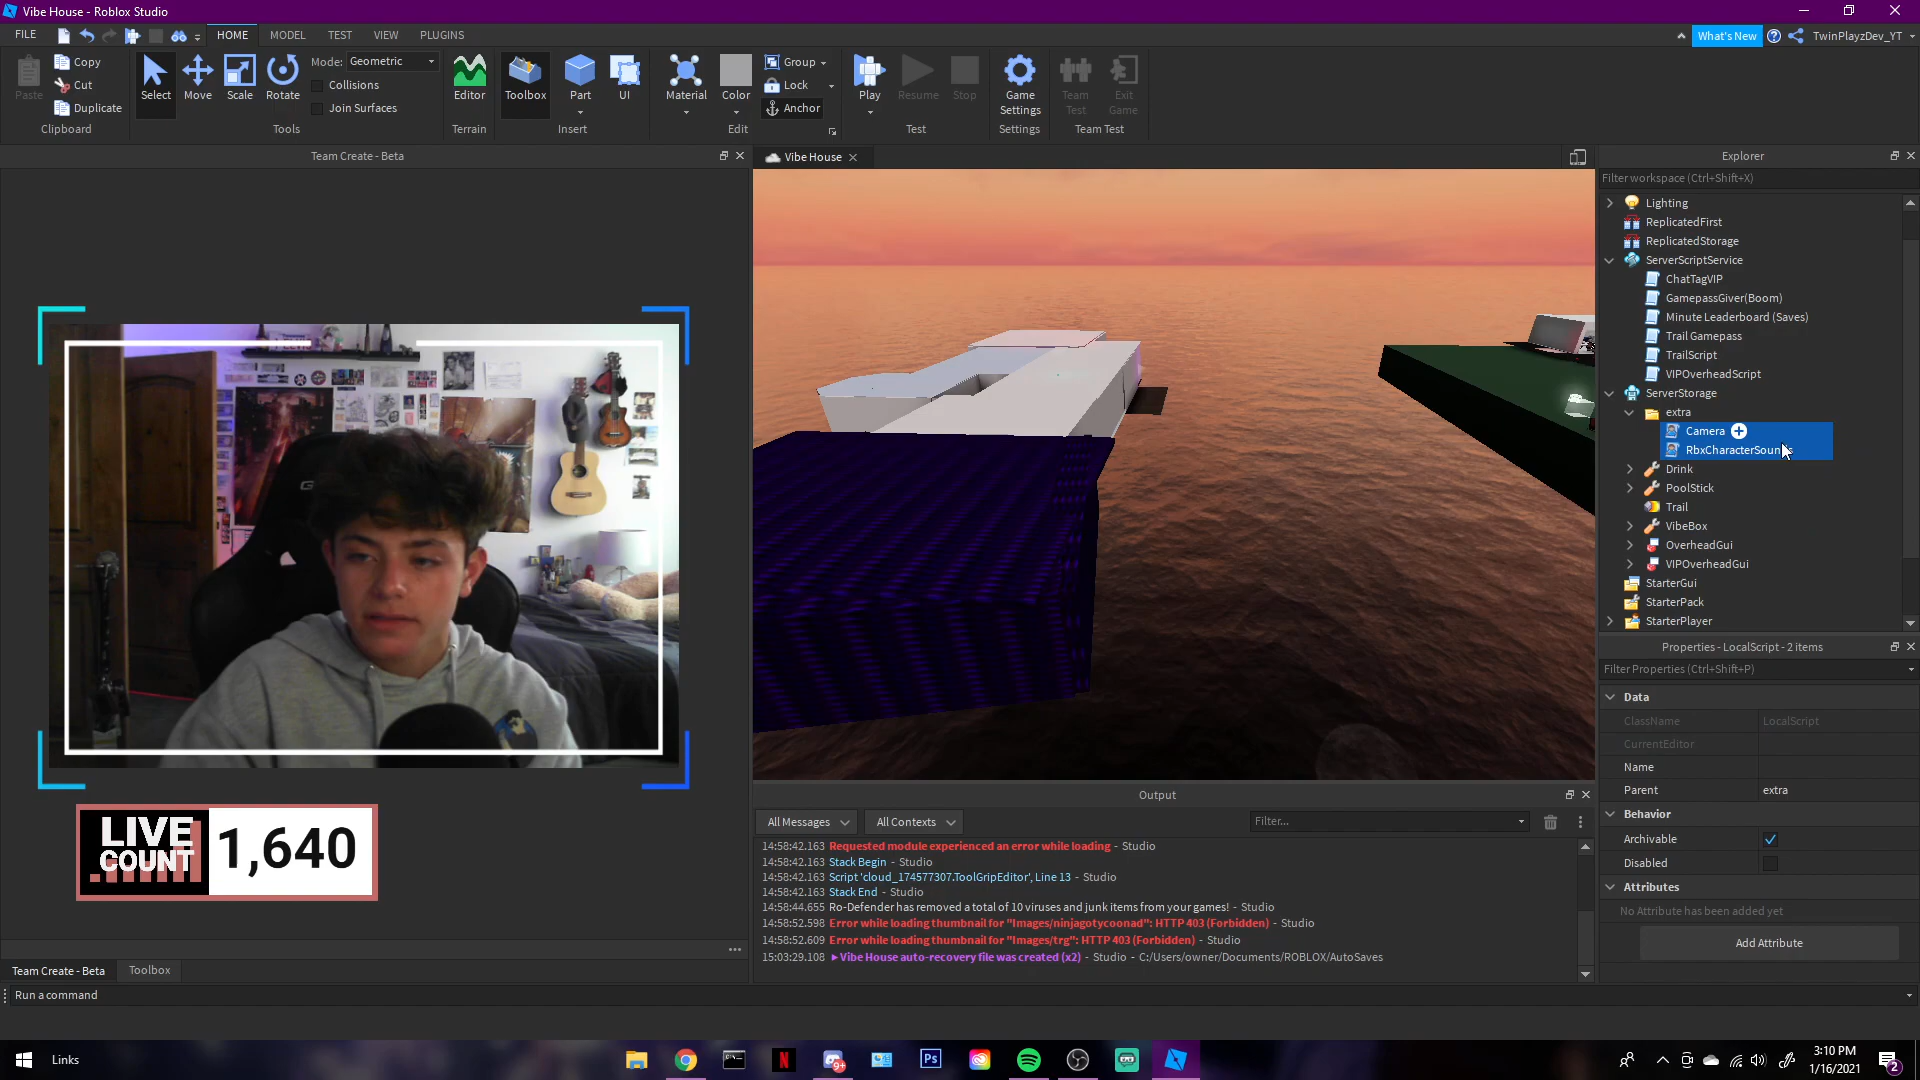 Vibe House - Roblox Studio
FILE
HOME
MODEL
TEST
VIEW
PLUGINS
What's New
TwinPlayzDev_YT
Paste
Copy
Cut
Duplicate
Clipboard
Select
Move
Scale
Rotate
Mode: Geometric
Collisions
Join Surfaces
Tools
Editor
Terrain
Toolbox
Part
UI
Insert
Material
Color
Group
Lock
Anchor
Edit
Play
Resume
Stop
Test
Game Settings
Settings
Team Test
Exit Game
Team Test
Team Create - Beta
LIVE COUNT
1,640
Team Create - Beta
Toolbox
Run a command
Vibe House
Output
All Messages
All Contexts
Filter...
14:58:42.163 Requested module experienced an error while loading - Studio
14:58:42.163 Stack Begin - Studio
14:58:42.163 Script 'cloud_174577307.ToolGripEditor', Line 13 - Studio
14:58:42.163 Stack End - Studio
14:58:44.655 Ro-Defender has removed a total of 10 viruses and junk items from your games! - Studio
14:58:52.598 Error while loading thumbnail for "Images/ninjagotycoonad": HTTP 403 (Forbidden) - Studio
14:58:52.609 Error while loading thumbnail for "Images/trg": HTTP 403 (Forbidden) - Studio
15:03:29.108 Vibe House auto-recovery file was created (x2) - Studio - C:/Users/owner/Documents/ROBLOX/AutoSaves
Explorer
Filter workspace (Ctrl+Shift+X)
Lighting
ReplicatedFirst
ReplicatedStorage
ServerScriptService
ChatTagVIP
GamepassGiver(Boom)
Minute Leaderboard (Saves)
Trail Gamepass
TrailScript
VIPOverheadScript
ServerStorage
extra
Camera
RbxCharacterSounds
Drink
PoolStick
Trail
VibeBox
OverheadGui
VIPOverheadGui
StarterGui
StarterPack
StarterPlayer
Properties - LocalScript - 2 items
Filter Properties (Ctrl+Shift+P)
Data
ClassName LocalScript
CurrentEditor
Name
Parent extra
Behavior
Archivable
Disabled
Attributes
No Attribute has been added yet
Add Attribute
Links
9+
Ps
3:10 PM
1/16/2021
2